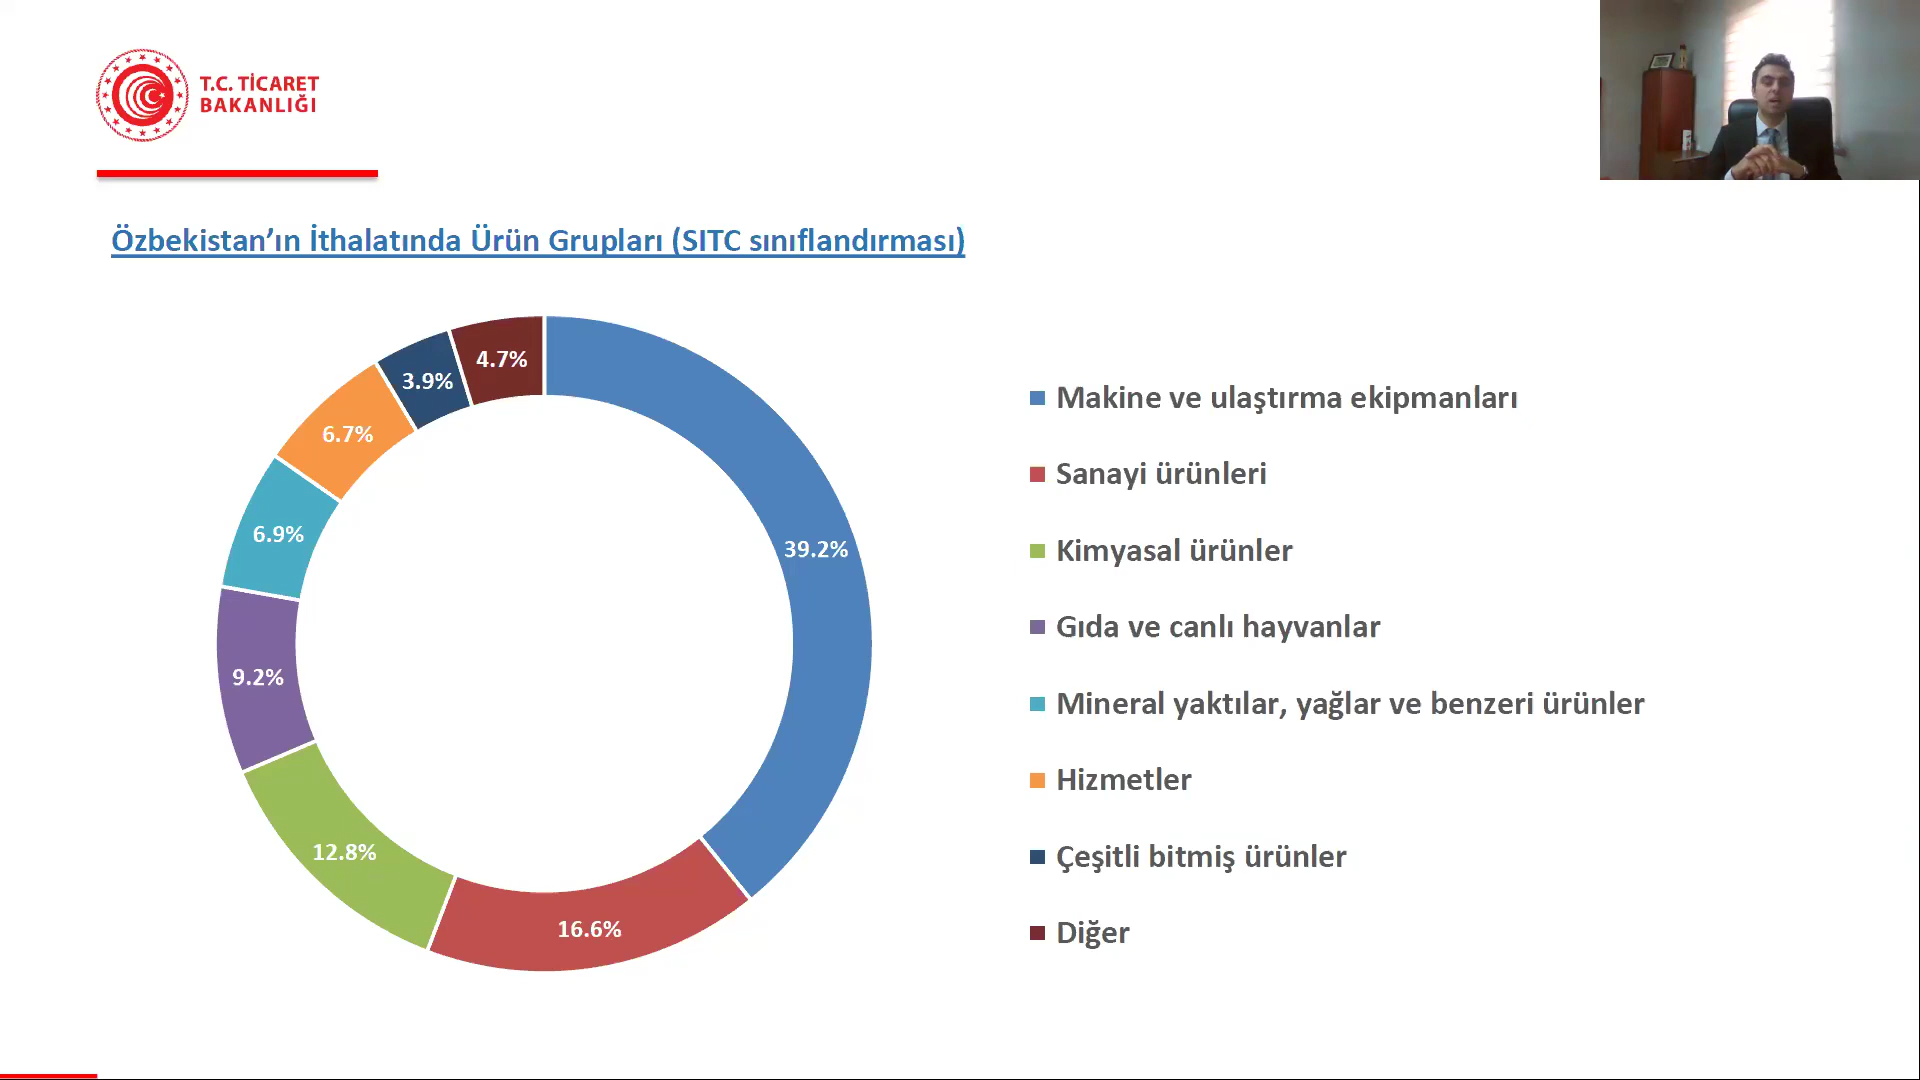 T.C. TİCARET
BAKANLIĞI
Özbekistan’ın İthalatında Ürün Grupları (SITC sınıflandırması)
4.7%
3.9%
6.7%
6.9%
39.2%
9.2%
12.8%
16.6%
Makine ve ulaştırma ekipmanları
Sanayi ürünleri
Kimyasal ürünler
Gıda ve canlı hayvanlar
Mineral yaktılar, yağlar ve benzeri ürünler
Hizmetler
Çeşitli bitmiş ürünler
Diğer